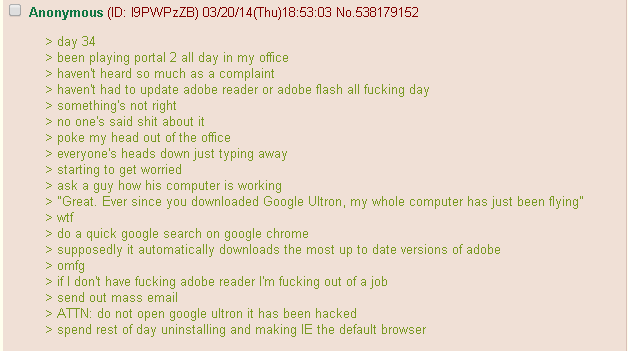 Anonymous (ID: I9PWPzZB) 03/20/14(Thu)18:53:03 No.538179152
> day 34
> been playing portal 2 all day in my office
> haven't heard so much as a complaint
> haven't had to update adobe reader or adobe flash all fucking day
> something's not right
> no one's said shit about it
> poke my head out of the office
> everyone's heads down just typing away
> starting to get worried
> ask a guy how his computer is working
> "Great. Ever since you downloaded Google Ultron, my whole computer has just been flying"
> wtf
> do a quick google search on google chrome
> supposedly it automatically downloads the most up to date versions of adobe
> omfg
> if I don't have fucking adobe reader I'm fucking out of a job
> send out mass email
> ATTN: do not open google ultron it has been hacked
> spend rest of day uninstalling and making IE the default browser